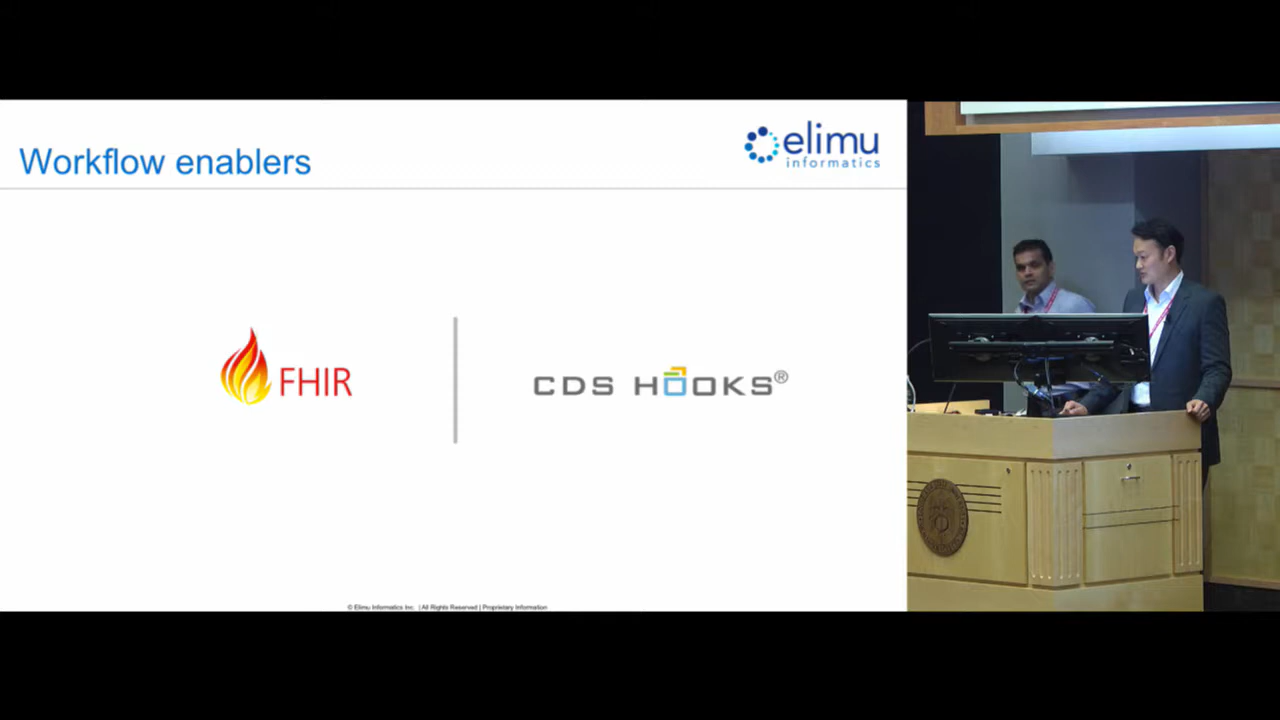 Workflow enablers
elimu
informatics
FHIR
CDS HOOKS®
© Elimu Informatics Inc. | All Rights Reserved | Proprietary Information